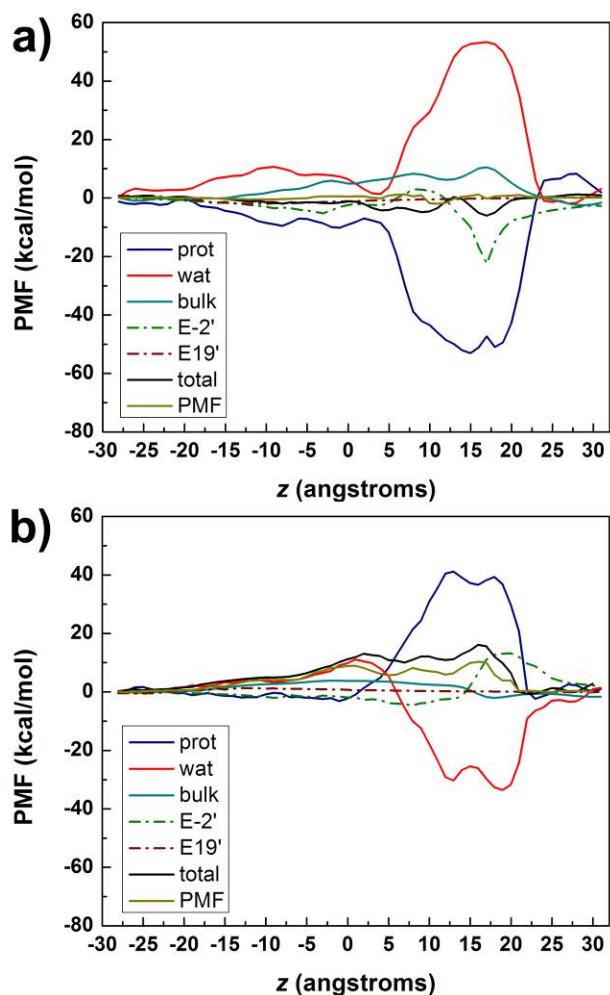 a)
60
40
20
0
-20
-40
-60
-80
PMF (kcal/mol)
prot
wat
bulk
E-2'
E19'
total
PMF
-30 -25 -20 -15 -10 -5 0 5 10 15 20 25 30
z (angstroms)
b)
60
40
20
0
-20
-40
-60
-80
PMF (kcal/mol)
prot
wat
bulk
E-2'
E19'
total
PMF
-30 -25 -20 -15 -10 -5 0 5 10 15 20 25 30
z (angstroms)